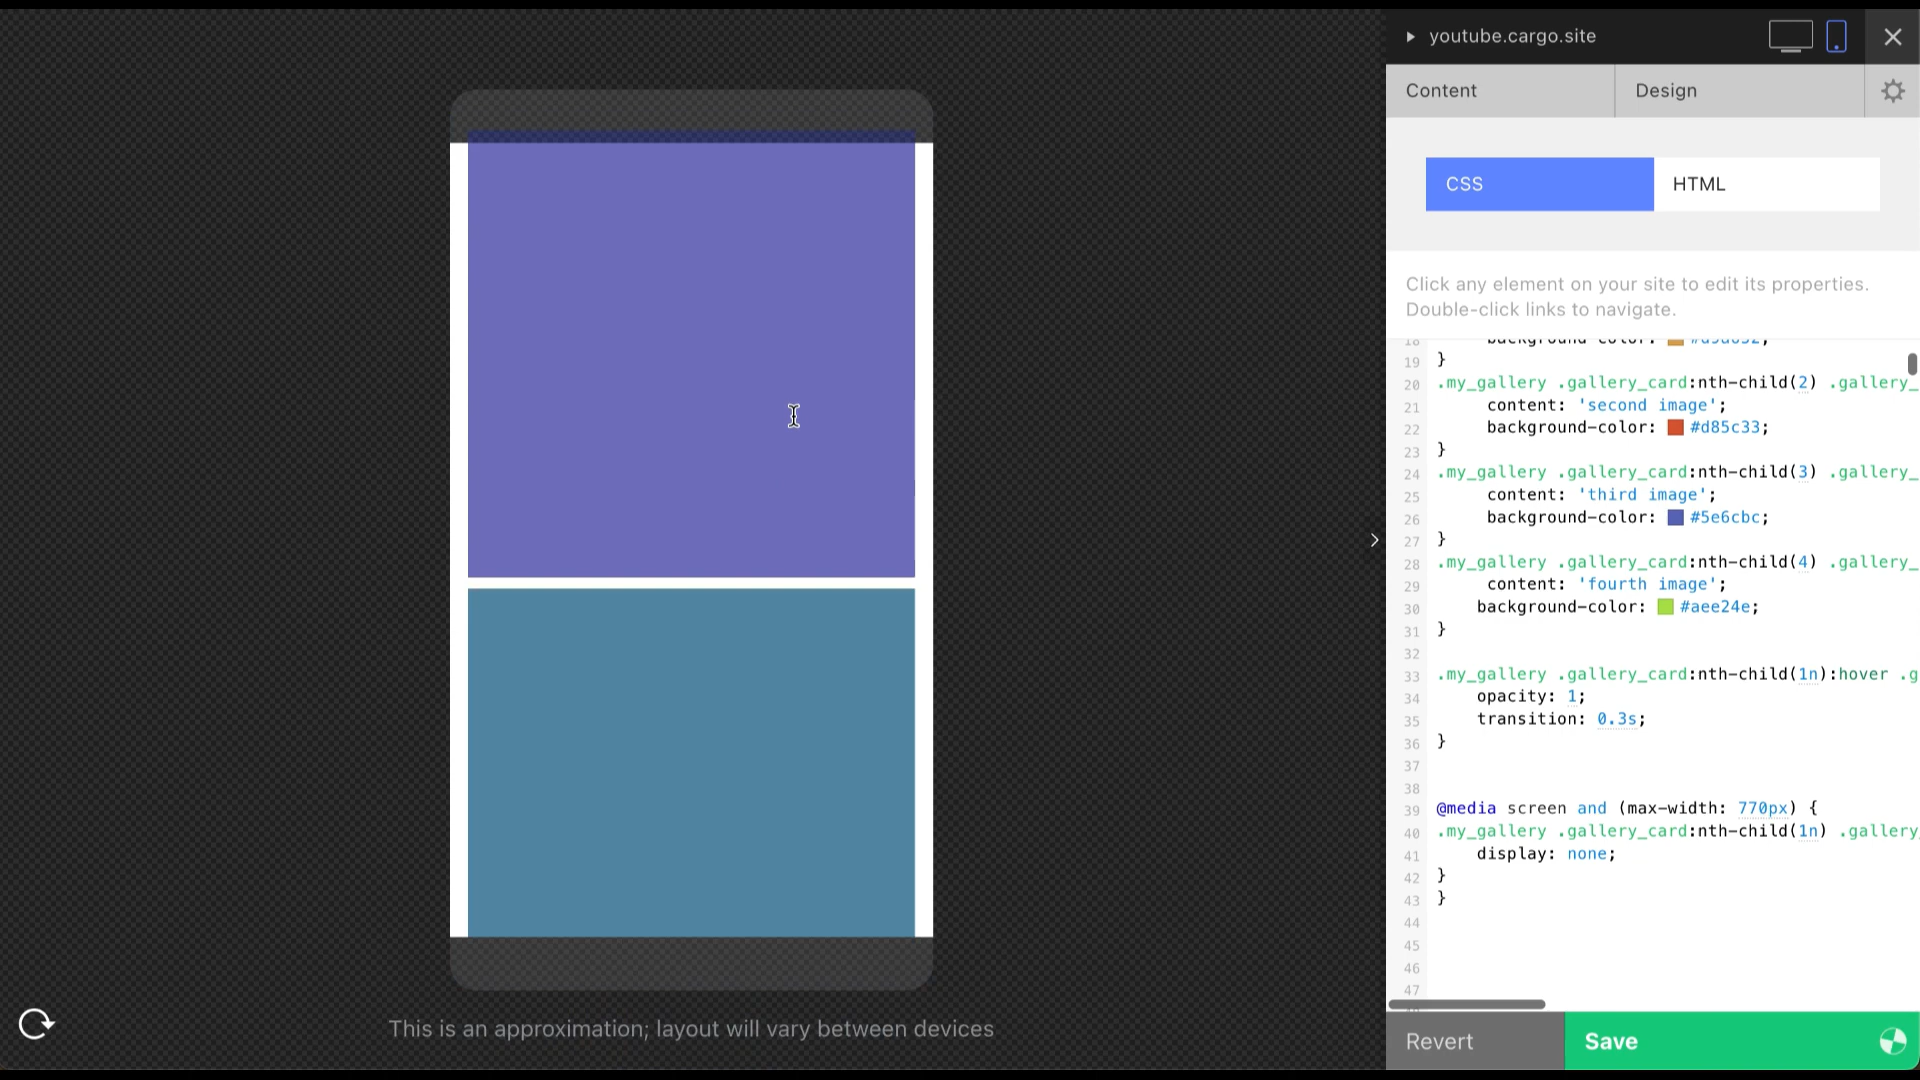 youtube.cargo.site
Content
Design
CSS
HTML
Click any element on your site to edit its properties.
Double-click links to navigate.
18
19 }
20 .my_gallery .gallery_card:nth-child(2) .gallery_
21 content: 'second image';
22 background-color: #d85c33;
23 }
24 .my_gallery .gallery_card:nth-child(3) .gallery_
25 content: 'third image';
26 background-color: #5e6cbc;
27 }
28 .my_gallery .gallery_card:nth-child(4) .gallery_
29 content: 'fourth image';
30 background-color: #aee24e;
31 }
32
33 .my_gallery .gallery_card:nth-child(1n):hover .g
34 opacity: 1;
35 transition: 0.3s;
36 }
37
38
39 @media screen and (max-width: 770px) {
40 .my_gallery .gallery_card:nth-child(1n) .gallery_
41 display: none;
42 }
43 }
44
45
46
47
Revert
Save
This is an approximation; layout will vary between devices